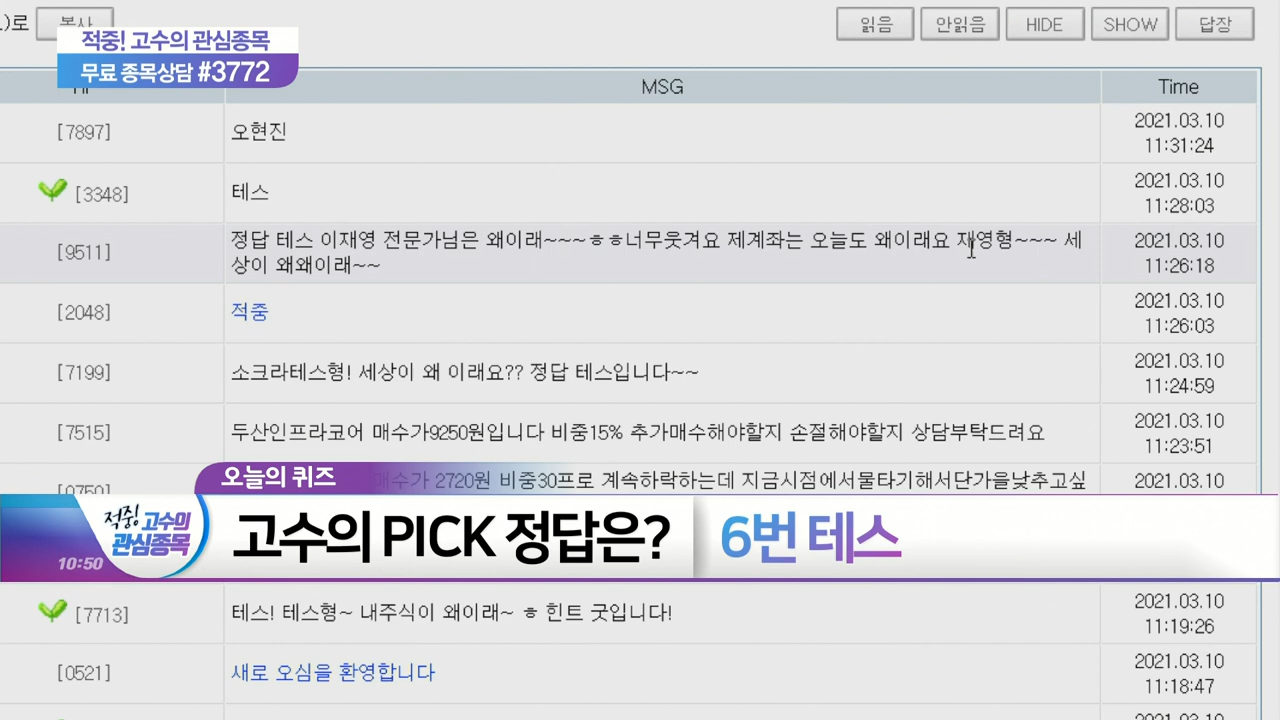 .)로 복사 읽음 안읽음 HIDE SHOW 답장
적중! 고수의 관심종목
무료 종목상담 #3772
MSG Time
[7897] 오현진 2021.03.10 11:31:24
[3348] 테스 2021.03.10 11:28:03
[9511] 정답 테스 이재영 전문가님은 왜이래~~~ㅎㅎ너무웃겨요 제계좌는 오늘도 왜이래요 재영형~~~ 세
상이 왜왜이래~~ 2021.03.10 11:26:18
[2048] 적중 2021.03.10 11:26:03
[7199] 소크라테스형! 세상이 왜 이래요?? 정답 테스입니다~~ 2021.03.10 11:24:59
[7515] 두산인프라코어 매수가9250원입니다 비중15% 추가매수해야할지 손절해야할지 상담부탁드려요 2021.03.10 11:23:51
[0750] 매수가 2720원 비중30프로 계속하락하는데 지금시점에서물타기해서단가을낮추고싶 2021.03.10
오늘의 퀴즈
적중! 고수의
관심종목
10:50
고수의 PICK 정답은? 6번 테스
[7713] 테스! 테스형~ 내주식이 왜이래~ ㅎ 힌트 굿입니다! 2021.03.10 11:19:26
[0521] 새로 오심을 환영합니다 2021.03.10 11:18:47